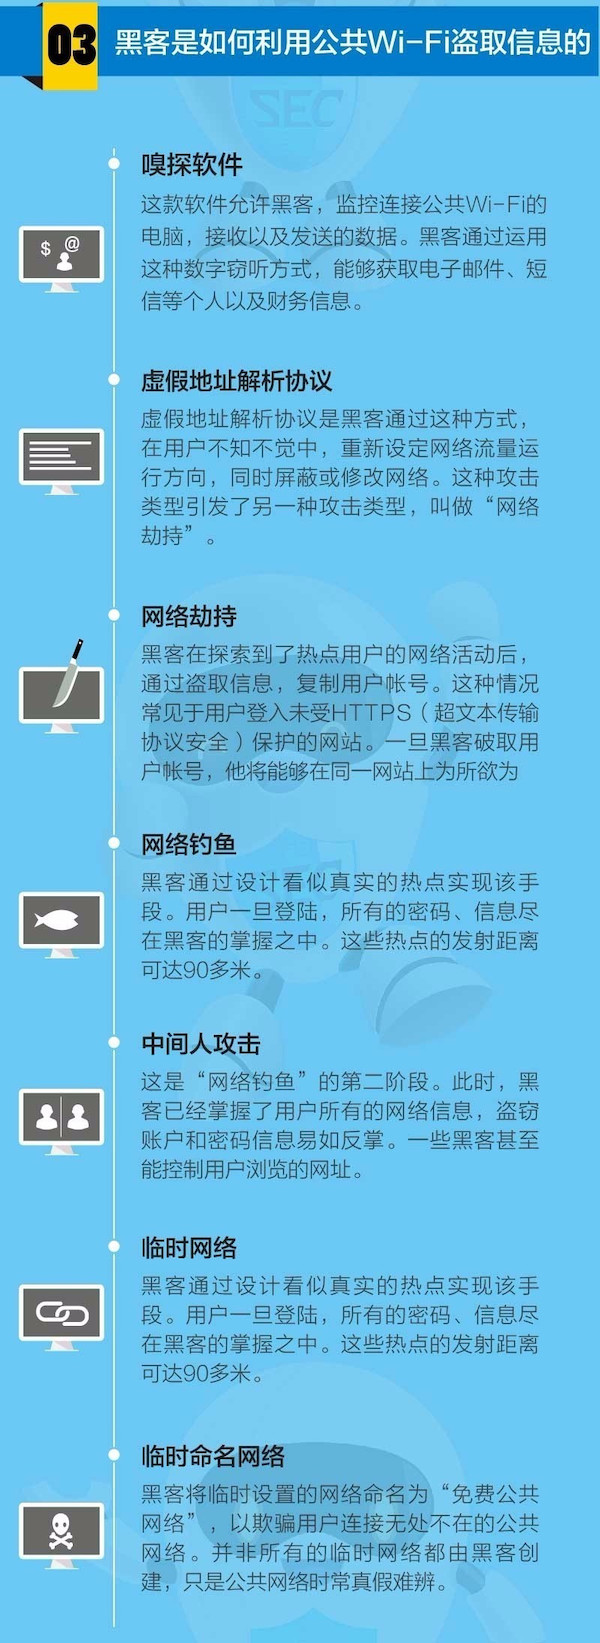 03 黑客是如何利用公共Wi-Fi盗取信息的
SEC
嗅探软件
这款软件允许黑客，监控连接公共Wi-Fi的
电脑，接收以及发送的数据。黑客通过运用
这种数字窃听方式，能够获取电子邮件、短
信等个人以及财务信息。
$ @
虚假地址解析协议
虚假地址解析协议是黑客通过这种方式，
在用户不知不觉中，重新设定网络流量运
行方向，同时屏蔽或修改网络。这种攻击
类型引发了另一种攻击类型，叫做“网络
劫持”。
网络劫持
黑客在探索到了热点用户的网络活动后，
通过盗取信息，复制用户帐号。这种情况
常见于用户登入未受HTTPS（超文本传输
协议安全）保护的网站。一旦黑客破取用
户帐号，他将能够在同一网站上为所欲为
网络钓鱼
黑客通过设计看似真实的热点实现该手
段。用户一旦登陆，所有的密码、信息尽
在黑客的掌握之中。这些热点的发射距离
可达90多米。
中间人攻击
这是“网络钓鱼”的第二阶段。此时，黑
客已经掌握了用户所有的网络信息，盗窃
账户和密码信息易如反掌。一些黑客甚至
能控制用户浏览的网址。
临时网络
黑客通过设计看似真实的热点实现该手
段。用户一旦登陆，所有的密码、信息尽
在黑客的掌握之中。这些热点的发射距离
可达90多米。
临时命名网络
黑客将临时设置的网络命名为“免费公共
网络”，以欺骗用户连接无处不在的公共
网络。并非所有的临时网络都由黑客创
建，只是公共网络时常真假难辨。